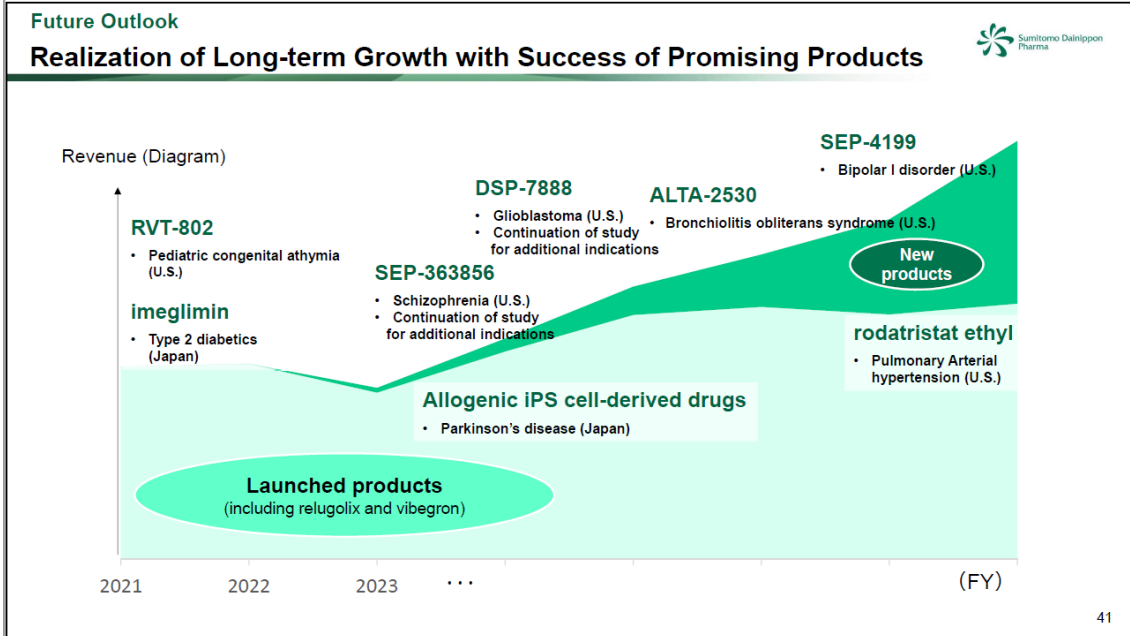 Future Outlook
Realization of Long-term Growth with Success of Promising Products
Sumitomo Dainippon
Pharma
Revenue (Diagram)
RVT-802
• Pediatric congenital athymia
(U.S.)
imeglimin
• Type 2 diabetics
(Japan)
SEP-363856
• Schizophrenia (U.S.)
• Continuation of study
for additional indications
DSP-7888
• Glioblastoma (U.S.)
• Continuation of study
for additional indications
ALTA-2530
• Bronchiolitis obliterans syndrome (U.S.)
SEP-4199
• Bipolar I disorder (U.S.)
New
products
rodatristat ethyl
• Pulmonary Arterial
hypertension (U.S.)
Allogenic iPS cell-derived drugs
• Parkinson's disease (Japan)
Launched products
(including relugolix and vibegron)
2021 2022 2023 ･･･ (FY)
41